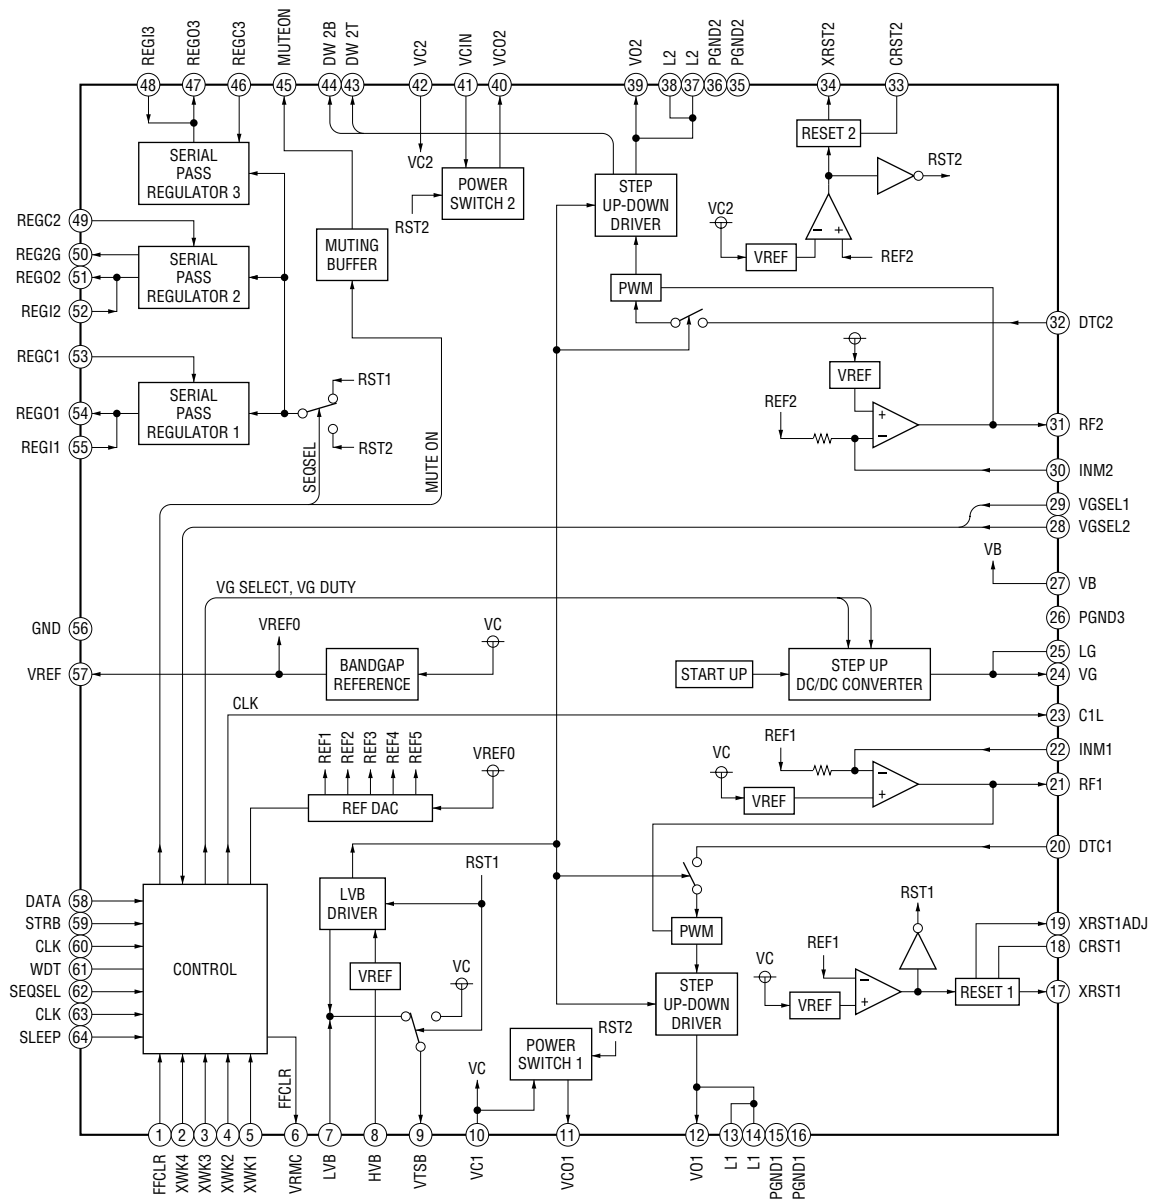 REGI3
REGO3
REGC3
MUTEON
DW 2B
DW 2T
VC2
VCIN
VCO2
VO2
L2
L2
PGND2
PGND2
XRST2
CRST2
48
47
46
45
44
43
42
41
40
39
38
37
36
35
34
33
SERIAL
PASS
REGULATOR 3
VC2
RST2
POWER
SWITCH 2
STEP
UP-DOWN
DRIVER
RESET 2
RST2
VC2
VREF
REF2
REGC2
49
REG2G
50
REGO2
51
REGI2
52
SERIAL
PASS
REGULATOR 2
MUTING
BUFFER
PWM
32
DTC2
REGC1
53
REGO1
54
REGI1
55
SERIAL
PASS
REGULATOR 1
RST1
RST2
SEQSEL
MUTE ON
VREF
REF2
31
RF2
30
INM2
29
VGSEL1
28
VGSEL2
VB
27
VB
26
PGND3
VG SELECT, VG DUTY
GND
56
VREF
57
VREF0
BANDGAP
REFERENCE
VC
START UP
STEP UP
DC/DC CONVERTER
25
LG
24
VG
CLK
23
C1L
REF1
REF2
REF3
REF4
REF5
VREF0
REF DAC
REF1
VC
VREF
22
INM1
21
RF1
20
DTC1
RST1
LVB
DRIVER
VREF
VC
PWM
STEP
UP-DOWN
DRIVER
RST1
REF1
VC
VREF
RESET 1
19
XRST1ADJ
18
CRST1
17
XRST1
DATA
58
STRB
59
CLK
60
WDT
61
SEQSEL
62
CLK
63
SLEEP
64
CONTROL
FFCLR
VC
POWER
SWITCH 1
RST2
1
2
3
4
5
6
7
8
9
10
11
12
13
14
15
16
FFCLR
XWK4
XWK3
XWK2
XWK1
VRMC
LVB
HVB
VTSB
VC1
VCO1
VO1
L1
L1
PGND1
PGND1